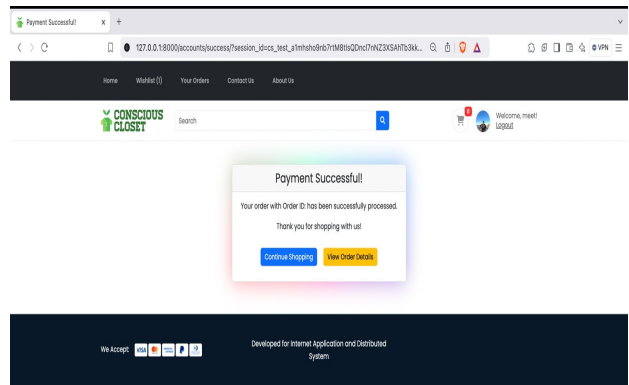 Payment Successful!
127.0.0.1:8000/accounts/success/?session_id=cs_test_a1mhsho9nb7rtM8tlsQDncl7nNZ3XSAhTb3kk...
VPN
Home Wishlist (1) Your Orders Contact Us About Us
CONSCIOUS
CLOSET
Search
0
Welcome, meet!
Logout
Payment Successful!
Your order with Order ID: has been successfully processed.
Thank you for shopping with us!
Continue Shopping View Order Details
We Accept: VISA
Developed for Internet Application and Distributed
System